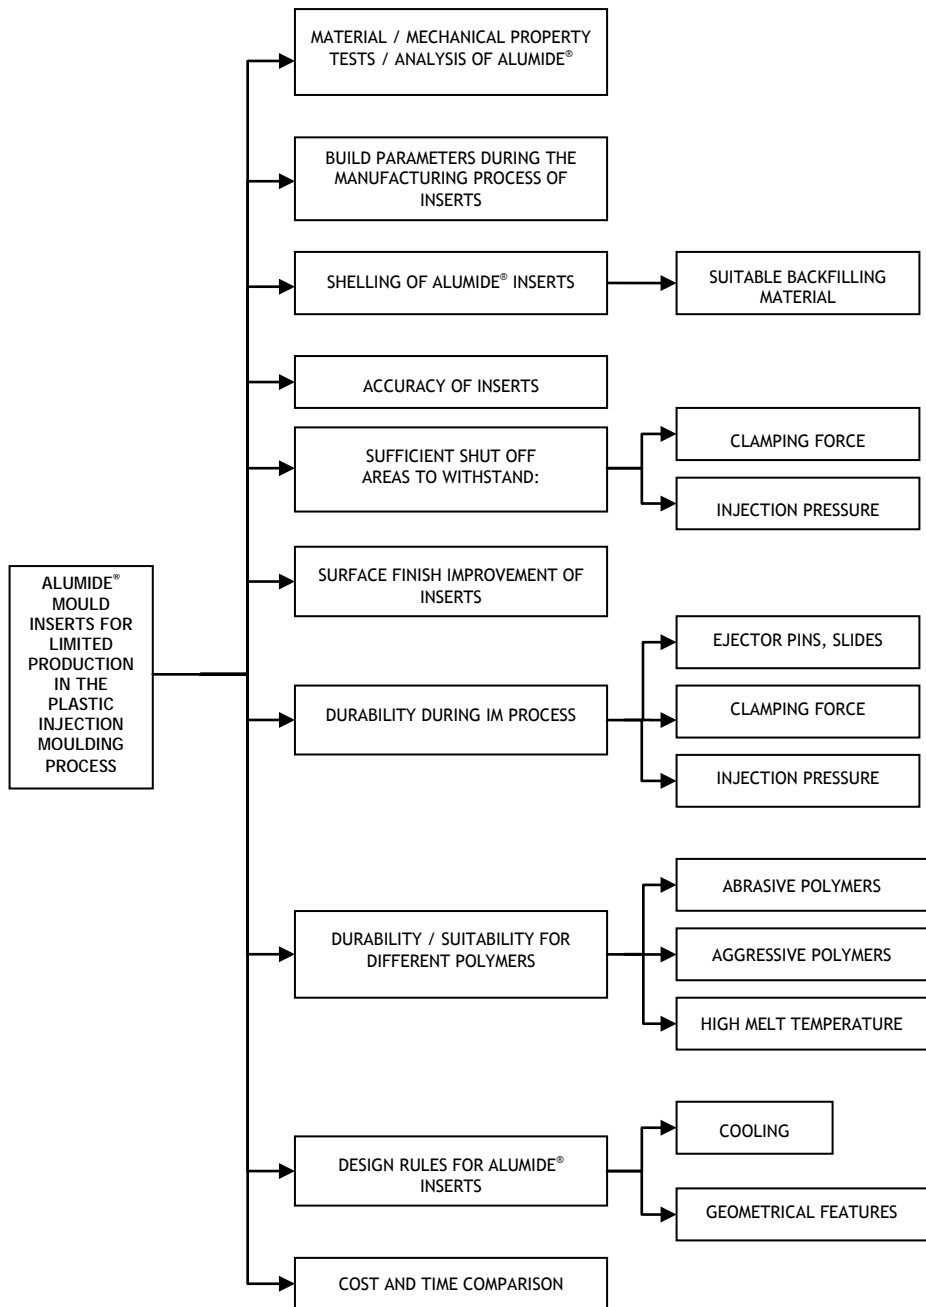 MATERIAL / MECHANICAL PROPERTY
TESTS / ANALYSIS OF ALUMIDE®
BUILD PARAMETERS DURING THE
MANUFACTURING PROCESS OF
INSERTS
SHELLING OF ALUMIDE® INSERTS
SUITABLE BACKFILLING
MATERIAL
ACCURACY OF INSERTS
SUFFICIENT SHUT OFF
AREAS TO WITHSTAND:
CLAMPING FORCE
INJECTION PRESSURE
ALUMIDE®
MOULD
INSERTS FOR
LIMITED
PRODUCTION
IN THE
PLASTIC
INJECTION
MOULDING
PROCESS
SURFACE FINISH IMPROVEMENT OF
INSERTS
DURABILITY DURING IM PROCESS
EJECTOR PINS, SLIDES
CLAMPING FORCE
INJECTION PRESSURE
DURABILITY / SUITABILITY FOR
DIFFERENT POLYMERS
ABRASIVE POLYMERS
AGGRESSIVE POLYMERS
HIGH MELT TEMPERATURE
DESIGN RULES FOR ALUMIDE®
INSERTS
COOLING
GEOMETRICAL FEATURES
COST AND TIME COMPARISON